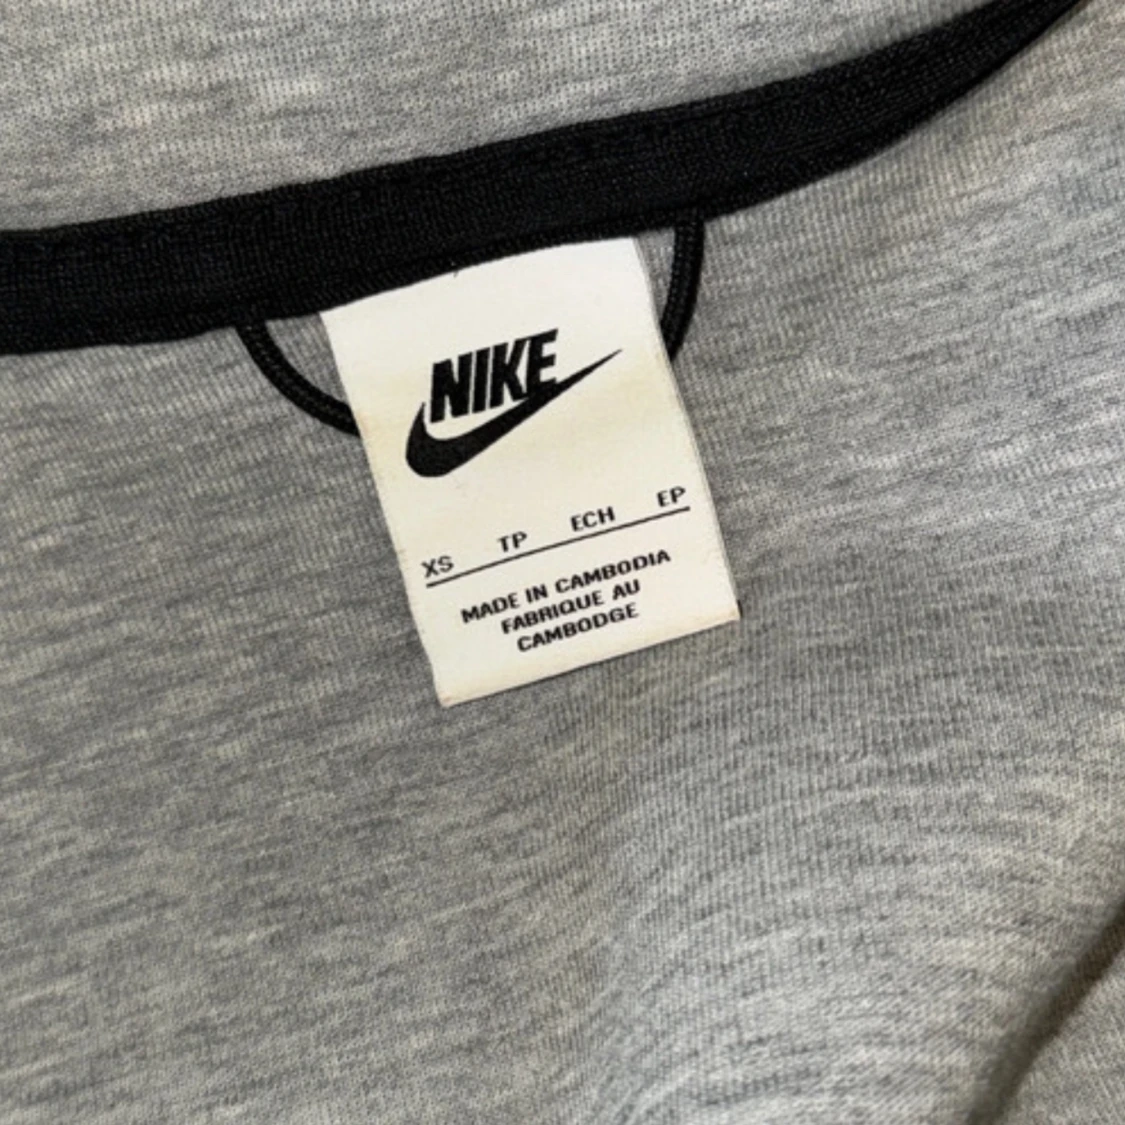 NIKE
XS TP ECH EP
MADE IN CAMBODIA
FABRIQUE AU
CAMBODGE